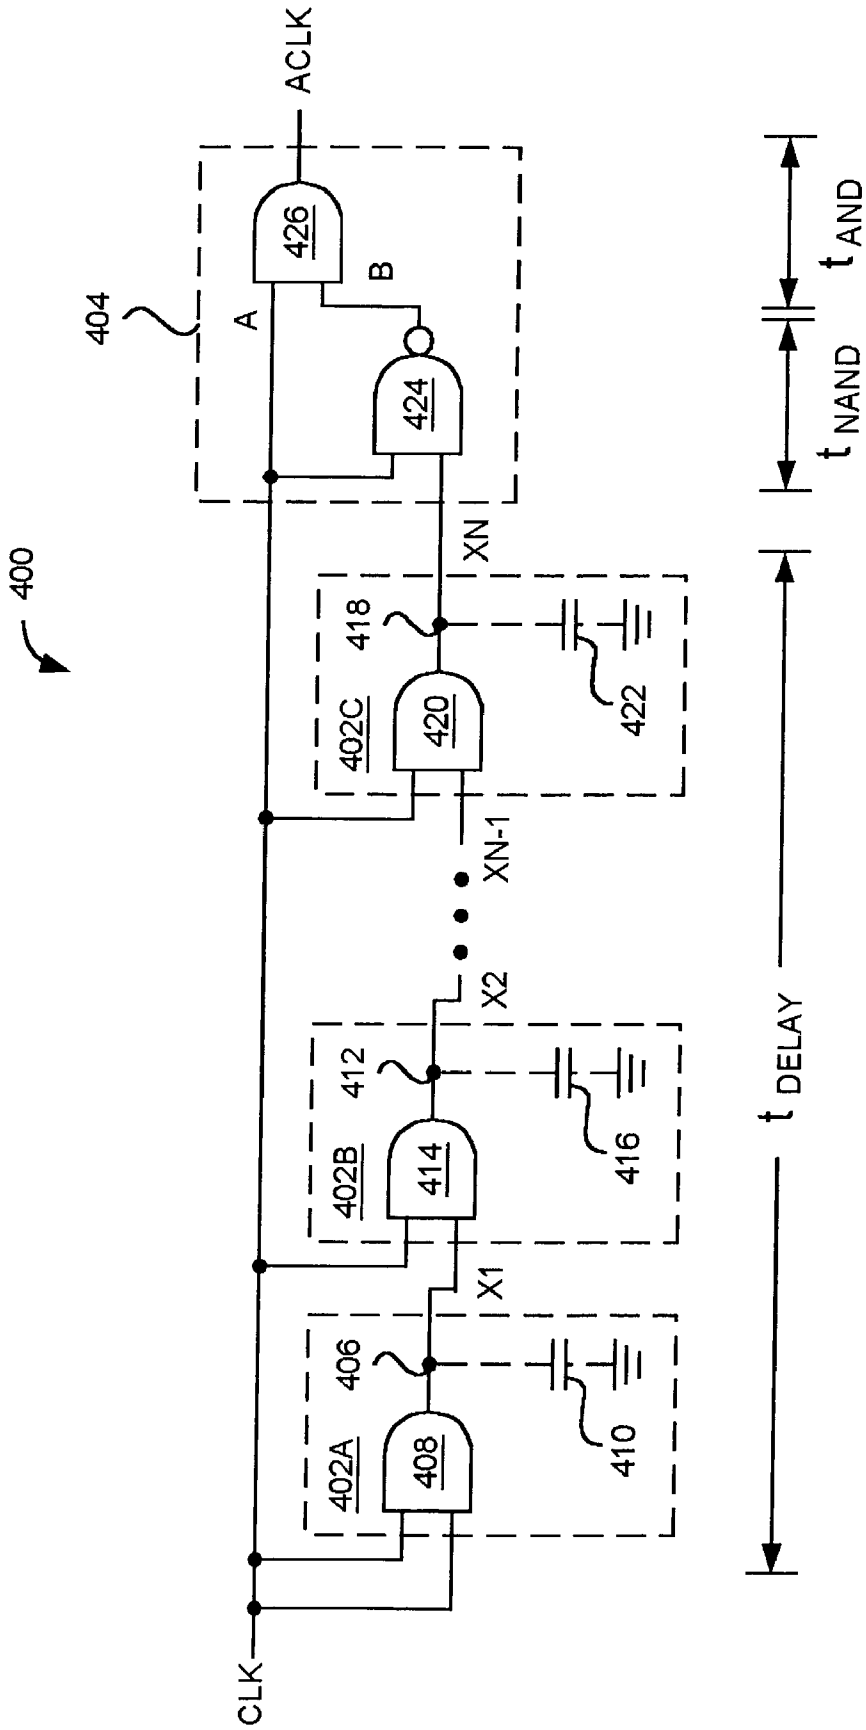 400
404
CLK
A
B
ACLK
426
424
XN
418
402C
420
422
XN-1
X2
412
402B
414
416
X1
406
402A
408
410
t DELAY
t NAND
t AND